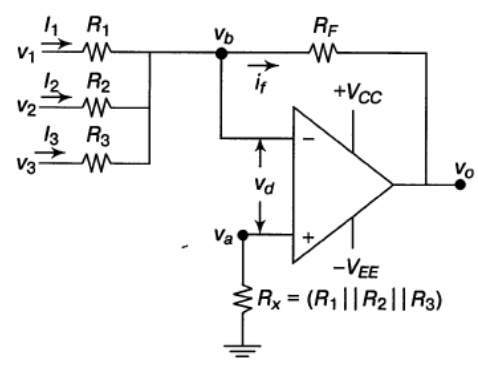 I1 R1
v1
I2 R2
v2
I3 R3
v3
vb
RF
if
+VCC
−
vd
vo
va
+
−VEE
Rx = (R1||R2||R3)